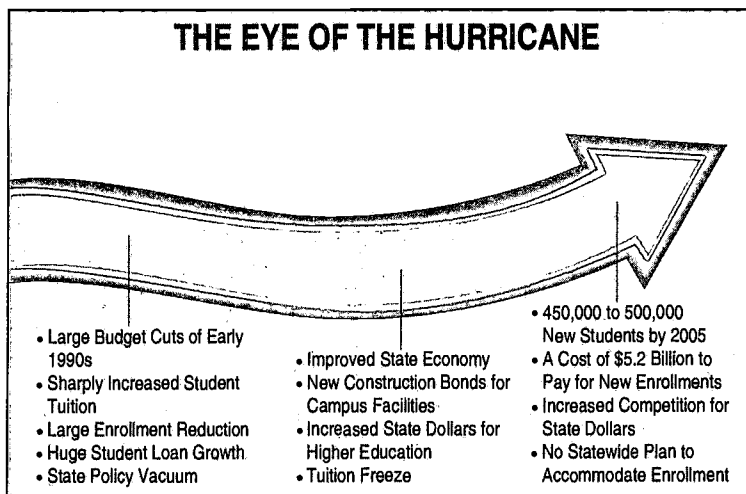 THE EYE OF THE HURRICANE
• Large Budget Cuts of Early
1990s
• Sharply Increased Student
Tuition
• Large Enrollment Reduction
• Huge Student Loan Growth
• State Policy Vacuum
• Improved State Economy
• New Construction Bonds for
Campus Facilities
• Increased State Dollars for
Higher Education
• Tuition Freeze
• 450,000 to 500,000
New Students by 2005
• A Cost of $5.2 Billion to
Pay for New Enrollments
• Increased Competition for
State Dollars
• No Statewide Plan to
Accommodate Enrollment